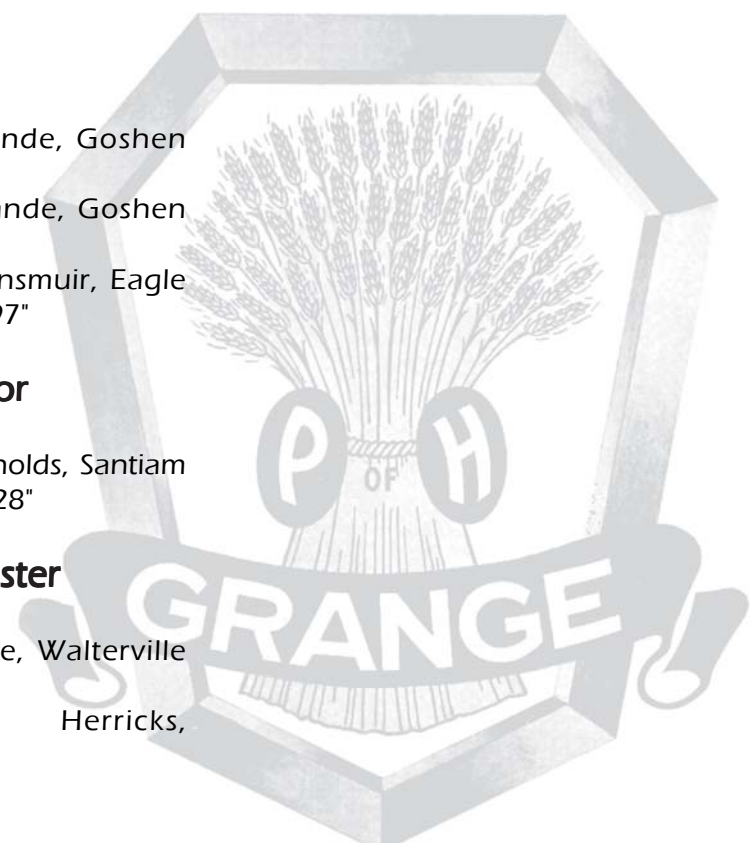 nde, Goshen
nde, Goshen
nsmuir, Eagle
97"
or
nolds, Santiam
28"
ster
e, Walterville
Herricks,
P H
OF
GRANGE